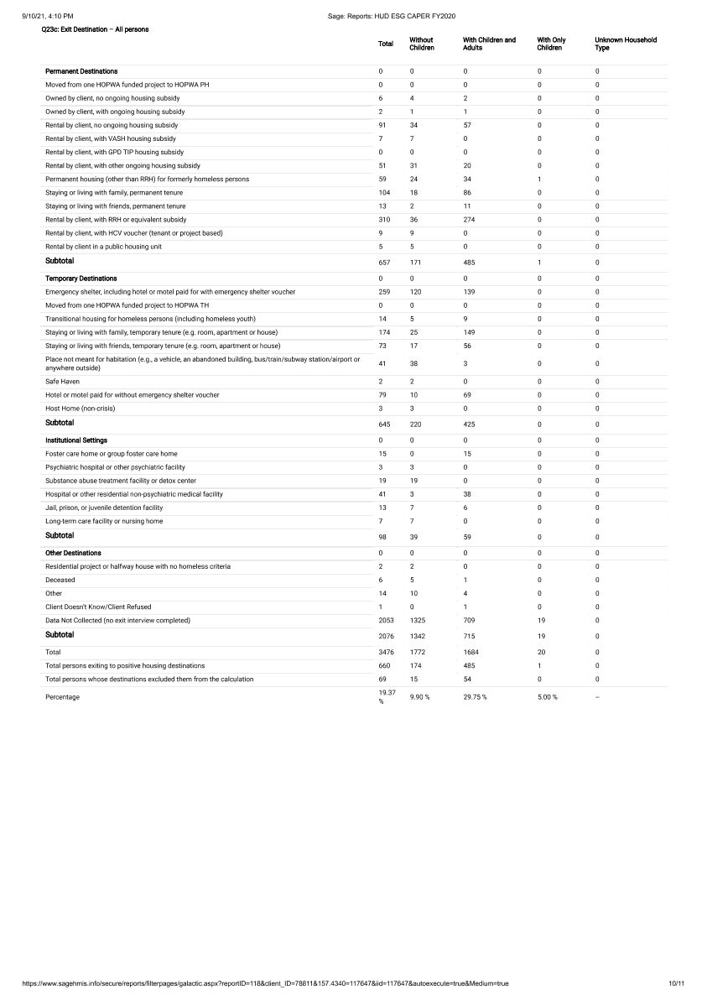 9/10/21, 4:10 PM Sage: Reports: HUD ESG CAPER FY2020
Q23c: Exit Destination – All persons
Total Without Children With Children and Adults With Only Children Unknown Household Type
Permanent Destinations 0 0 0 0 0
Moved from one HOPWA funded project to HOPWA PH 0 0 0 0 0
Owned by client, no ongoing housing subsidy 6 4 2 0 0
Owned by client, with ongoing housing subsidy 2 1 1 0 0
Rental by client, no ongoing housing subsidy 91 34 57 0 0
Rental by client, with VASH housing subsidy 7 7 0 0 0
Rental by client, with GPD TIP housing subsidy 0 0 0 0 0
Rental by client, with other ongoing housing subsidy 51 31 20 0 0
Permanent housing (other than RRH) for formerly homeless persons 59 24 34 1 0
Staying or living with family, permanent tenure 104 18 86 0 0
Staying or living with friends, permanent tenure 13 2 11 0 0
Rental by client, with RRH or equivalent subsidy 310 36 274 0 0
Rental by client, with HCV voucher (tenant or project based) 9 9 0 0 0
Rental by client in a public housing unit 5 5 0 0 0
Subtotal 657 171 485 1 0
Temporary Destinations 0 0 0 0 0
Emergency shelter, including hotel or motel paid for with emergency shelter voucher 259 120 139 0 0
Moved from one HOPWA funded project to HOPWA TH 0 0 0 0 0
Transitional housing for homeless persons (including homeless youth) 14 5 9 0 0
Staying or living with family, temporary tenure (e.g. room, apartment or house) 174 25 149 0 0
Staying or living with friends, temporary tenure (e.g. room, apartment or house) 73 17 56 0 0
Place not meant for habitation (e.g., a vehicle, an abandoned building, bus/train/subway station/airport or
anywhere outside) 41 38 3 0 0
Safe Haven 2 2 0 0 0
Hotel or motel paid for without emergency shelter voucher 79 10 69 0 0
Host Home (non-crisis) 3 3 0 0 0
Subtotal 645 220 425 0 0
Institutional Settings 0 0 0 0 0
Foster care home or group foster care home 15 0 15 0 0
Psychiatric hospital or other psychiatric facility 3 3 0 0 0
Substance abuse treatment facility or detox center 19 19 0 0 0
Hospital or other residential non-psychiatric medical facility 41 3 38 0 0
Jail, prison, or juvenile detention facility 13 7 6 0 0
Long-term care facility or nursing home 7 7 0 0 0
Subtotal 98 39 59 0 0
Other Destinations 0 0 0 0 0
Residential project or halfway house with no homeless criteria 2 2 0 0 0
Deceased 6 5 1 0 0
Other 14 10 4 0 0
Client Doesn't Know/Client Refused 1 0 1 0 0
Data Not Collected (no exit interview completed) 2053 1325 709 19 0
Subtotal 2076 1342 715 19 0
Total 3476 1772 1684 20 0
Total persons exiting to positive housing destinations 660 174 485 1 0
Total persons whose destinations excluded them from the calculation 69 15 54 0 0
Percentage 19.37 % 9.90 % 29.75 % 5.00 % --
https://www.sagehmis.info/secure/reports/filterpages/galactic.aspx?reportID=118&client_ID=78811&157.4340=117647&iid=117647&autoexecute=true&Medium=true 10/11